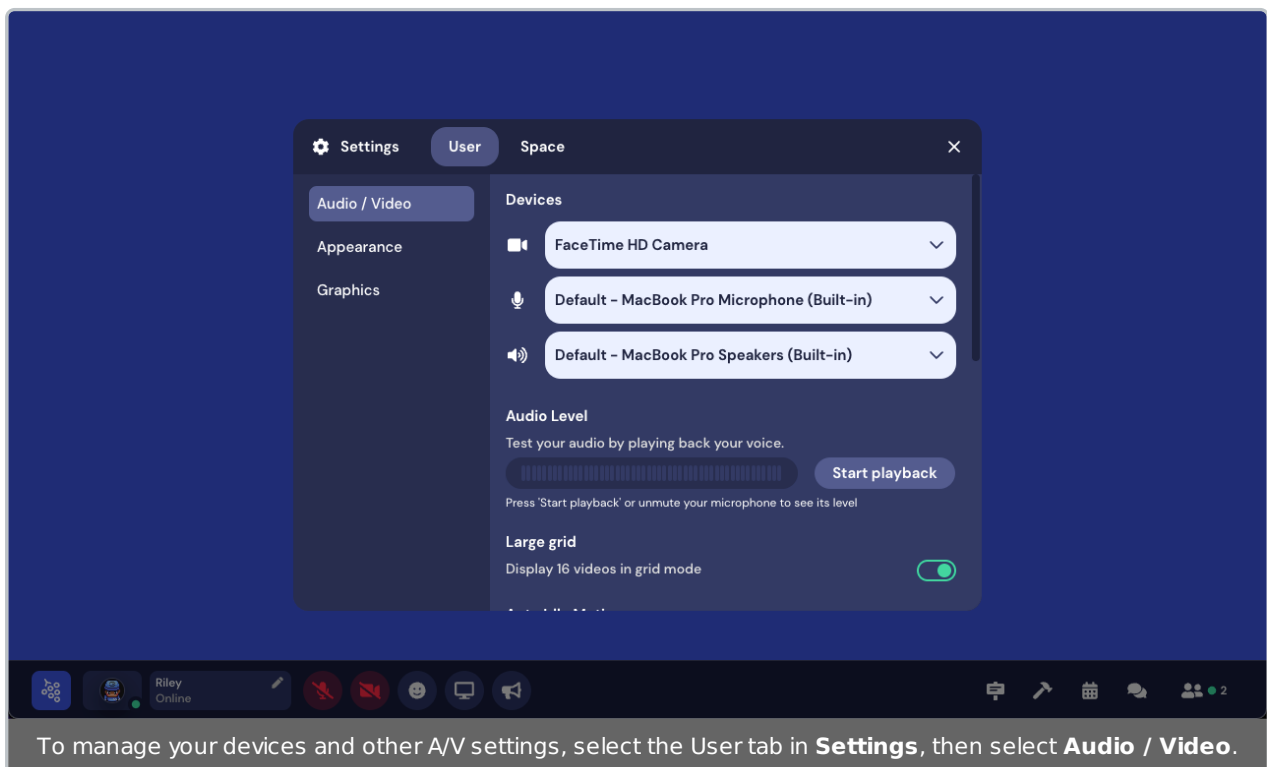 Settings
User
Space
Audio / Video
Appearance
Graphics
Devices
FaceTime HD Camera
Default - MacBook Pro Microphone (Built-in)
Default - MacBook Pro Speakers (Built-in)
Audio Level
Test your audio by playing back your voice.
Start playback
Press 'Start playback' or unmute your microphone to see its level
Large grid
Display 16 videos in grid mode
Riley
Online
2
To manage your devices and other A/V settings, select the User tab in Settings, then select Audio / Video.